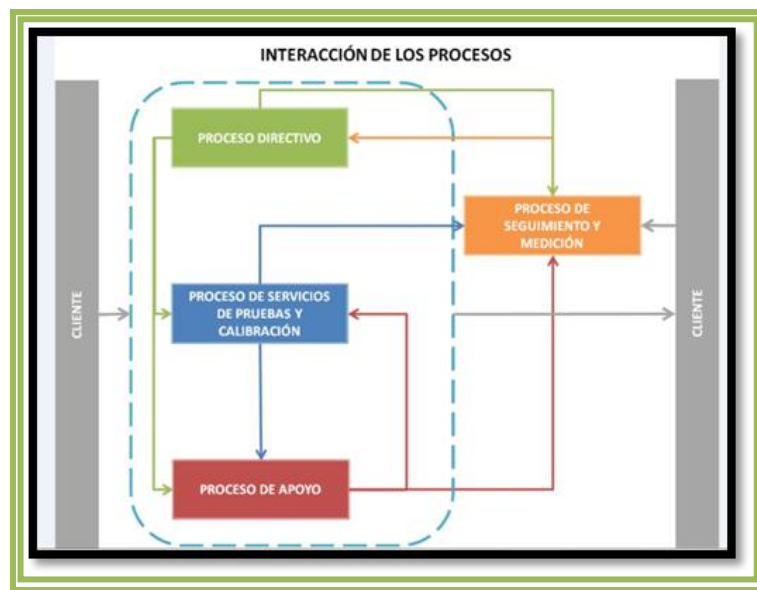 INTERACCIÓN DE LOS PROCESOS
CLIENTE
PROCESO DIRECTIVO
PROCESO DE
SEGUIMIENTO Y
MEDICIÓN
PROCESO DE SERVICIOS
DE PRUEBAS Y
CALIBRACIÓN
PROCESO DE APOYO
CLIENTE